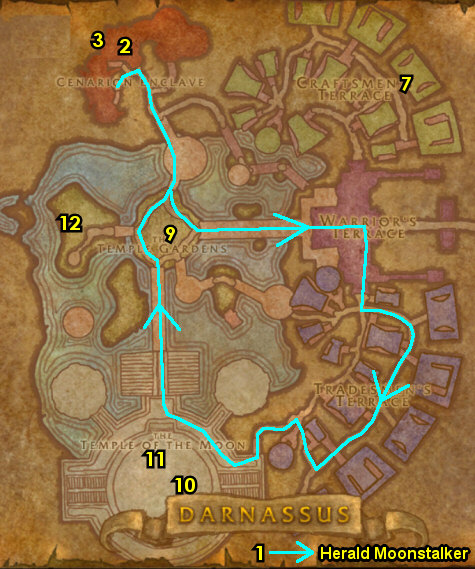 3
2
CENARION ENCLAVE
CRAFTSMEN'S
TERRACE
7
12
9
THE
TEMPLE GARDENS
WARRIOR'S
TERRACE
TRADESMEN'S
TERRACE
THE
TEMPLE OF THE MOON
11
10
DARNASSUS
1 Herald Moonstalker